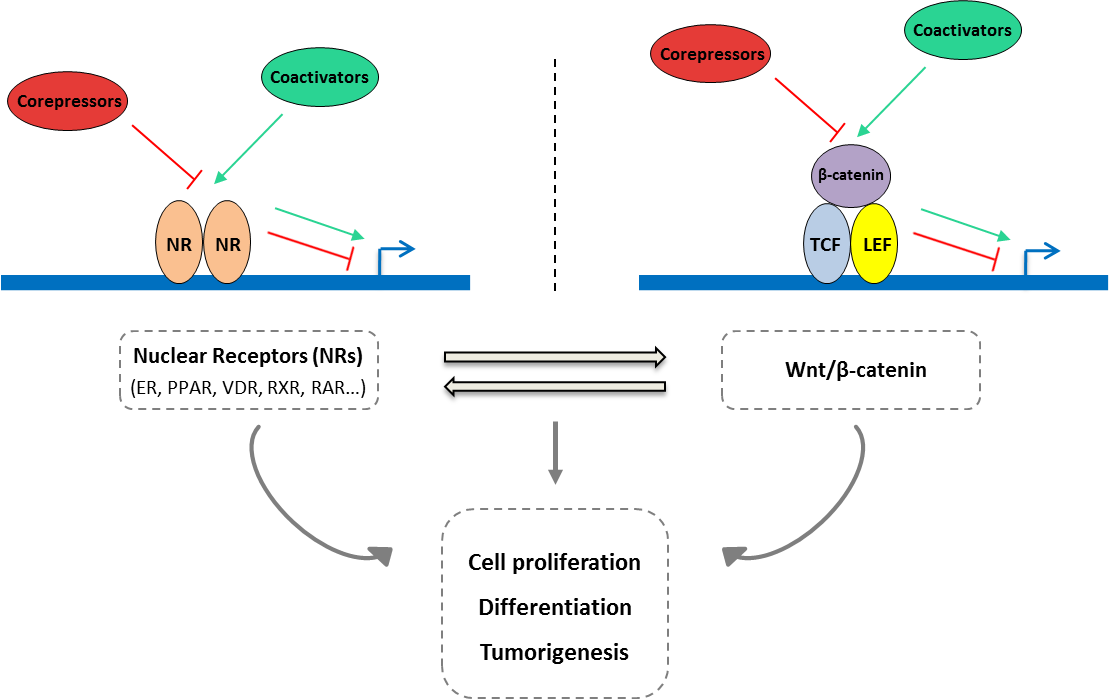 Corepressors
Coactivators
NR
NR
Corepressors
Coactivators
β-catenin
TCF
LEF
Nuclear Receptors (NRs)
(ER, PPAR, VDR, RXR, RAR...)
Wnt/β-catenin
Cell proliferation
Differentiation
Tumorigenesis